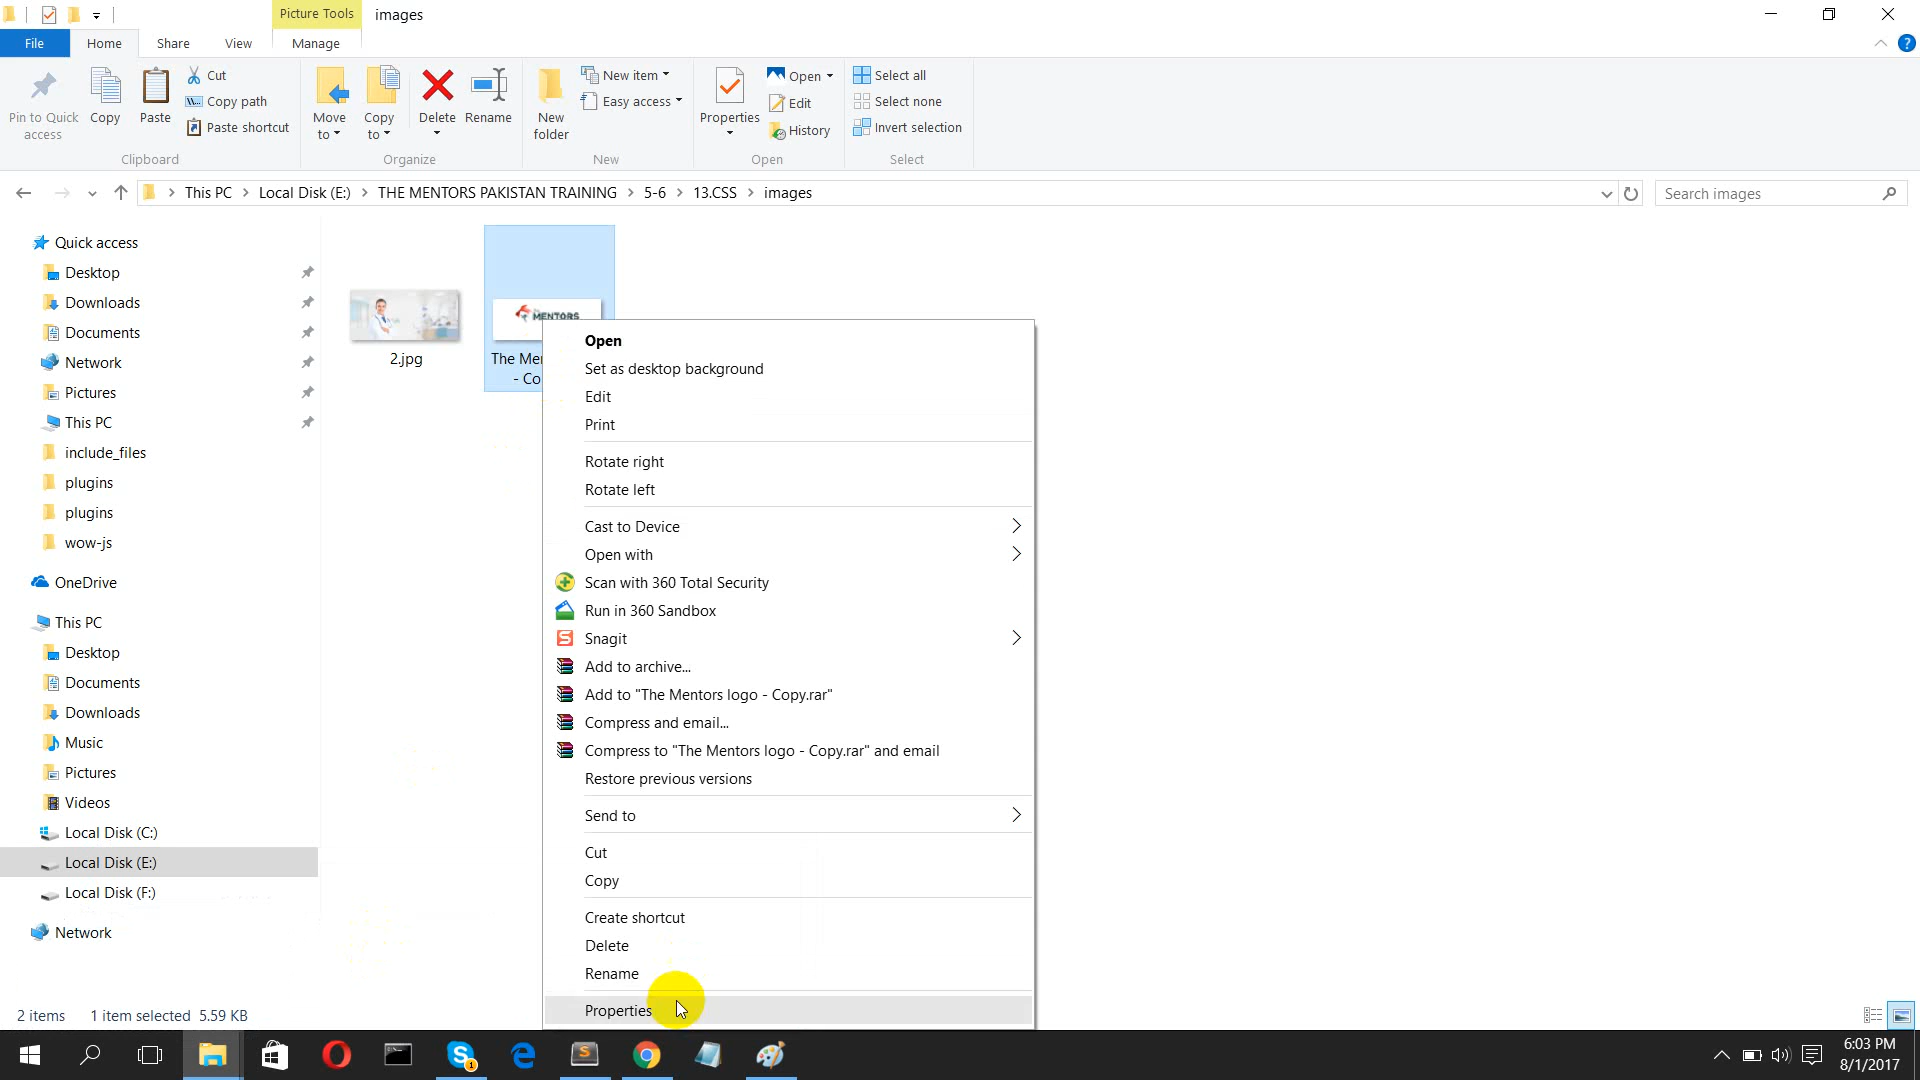 Picture Tools
images
File
Home
Share
View
Manage
Pin to Quick access
Copy
Paste
Cut
Copy path
Paste shortcut
Clipboard
Move to
Copy to
Delete
Rename
Organize
New folder
New item
Easy access
New
Properties
Open
Edit
History
Open
Select all
Select none
Invert selection
Select
This PC
Local Disk (E:)
THE MENTORS PAKISTAN TRAINING
5-6
13.CSS
images
Search images
Quick access
Desktop
Downloads
Documents
Network
Pictures
This PC
include_files
plugins
plugins
wow-js
OneDrive
This PC
Desktop
Documents
Downloads
Music
Pictures
Videos
Local Disk (C:)
Local Disk (E:)
Local Disk (F:)
Network
2.jpg
MENTORS
The Me
- Co
Open
Set as desktop background
Edit
Print
Rotate right
Rotate left
Cast to Device
Open with
Scan with 360 Total Security
Run in 360 Sandbox
Snagit
Add to archive...
Add to "The Mentors logo - Copy.rar"
Compress and email...
Compress to "The Mentors logo - Copy.rar" and email
Restore previous versions
Send to
Cut
Copy
Create shortcut
Delete
Rename
Properties
2 items
1 item selected 5.59 KB
1
6:03 PM
8/1/2017